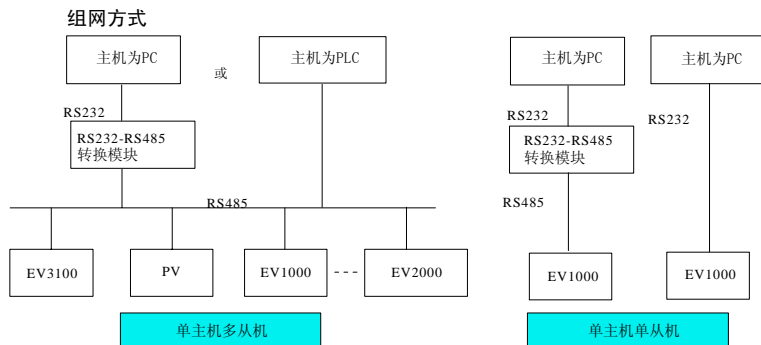 组网方式
主机为PC
或
主机为PLC
RS232
RS232-RS485
转换模块
RS485
EV3100
PV
EV1000
---
EV2000
单主机多从机
主机为PC
主机为PC
RS232
RS232
RS232-RS485
转换模块
RS485
EV1000
EV1000
单主机单从机